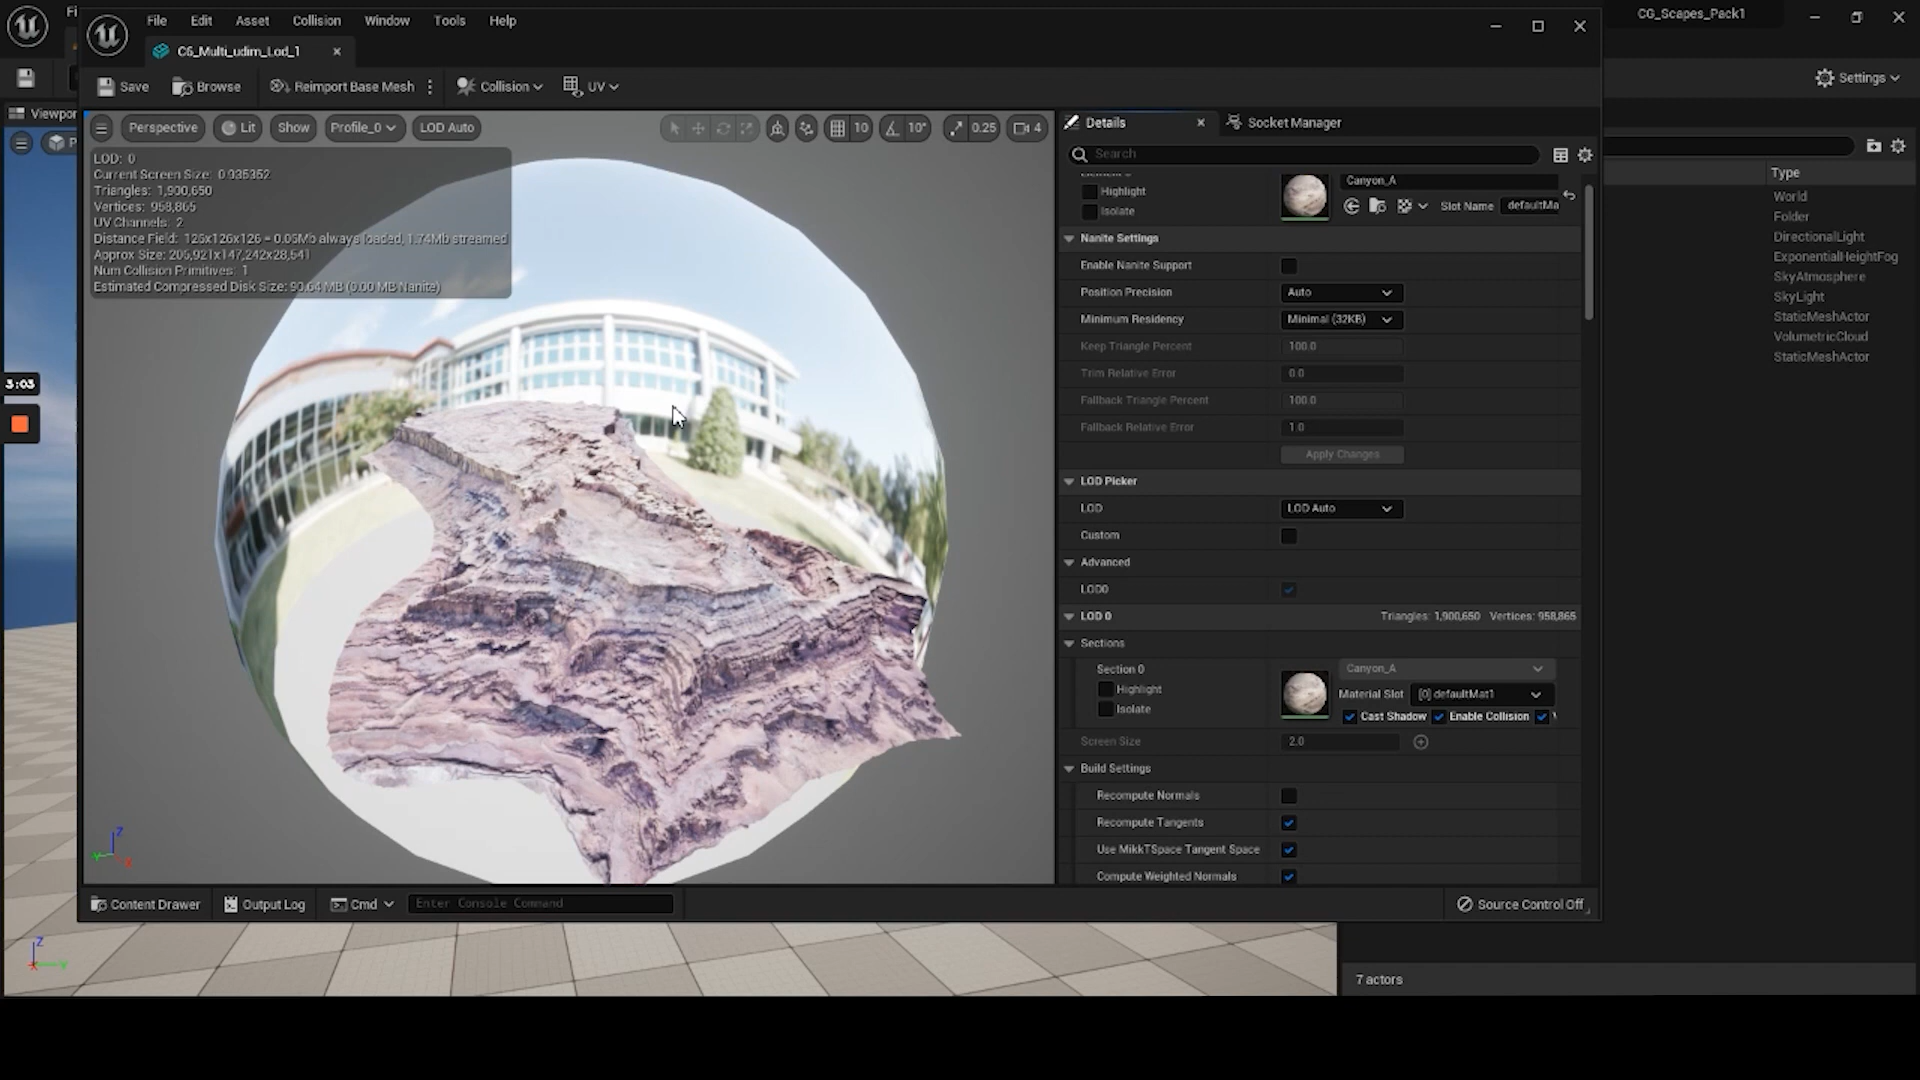 Fi
File Edit Asset Collision Window Tools Help
CG_Scapes_Pack1
C6_Multi_udim_Lod_1
Save Browse Reimport Base Mesh Collision UV
Settings
Viewpor
Perspective Lit Show Profile_0 LOD Auto
10 10° 0.25 4
P
LOD: 0
Current Screen Size: 0.935352
Triangles: 1,900,650
Vertices: 958,865
UV Channels: 2
Distance Field: 126x126x126 = 0.05Mb always loaded, 1.74Mb streamed
Approx Size: 205,921x147,242x28,541
Num Collision Primitives: 1
Estimated Compressed Disk Size: 90.64 MB (0.00 MB Nanite)
3:03
Details Socket Manager
Search
Highlight
Isolate
Canyon_A
Slot Name defaultMa
Nanite Settings
Enable Nanite Support
Position Precision Auto
Minimum Residency Minimal (32KB)
Keep Triangle Percent 100.0
Trim Relative Error 0.0
Fallback Triangle Percent 100.0
Fallback Relative Error 1.0
Apply Changes
LOD Picker
LOD LOD Auto
Custom
Advanced
LOD0
LOD 0 Triangles: 1,900,650 Vertices: 958,865
Sections
Section 0 Canyon_A
Highlight Material Slot [0] defaultMat1
Isolate Cast Shadow Enable Collision
Screen Size 2.0
Build Settings
Recompute Normals
Recompute Tangents
Use MikkTSpace Tangent Space
Compute Weighted Normals
Type
World
Folder
DirectionalLight
ExponentialHeightFog
SkyAtmosphere
SkyLight
StaticMeshActor
VolumetricCloud
StaticMeshActor
Z
Y X
Content Drawer Output Log Cmd Enter Console Command Source Control Off
Z
X Y
7 actors